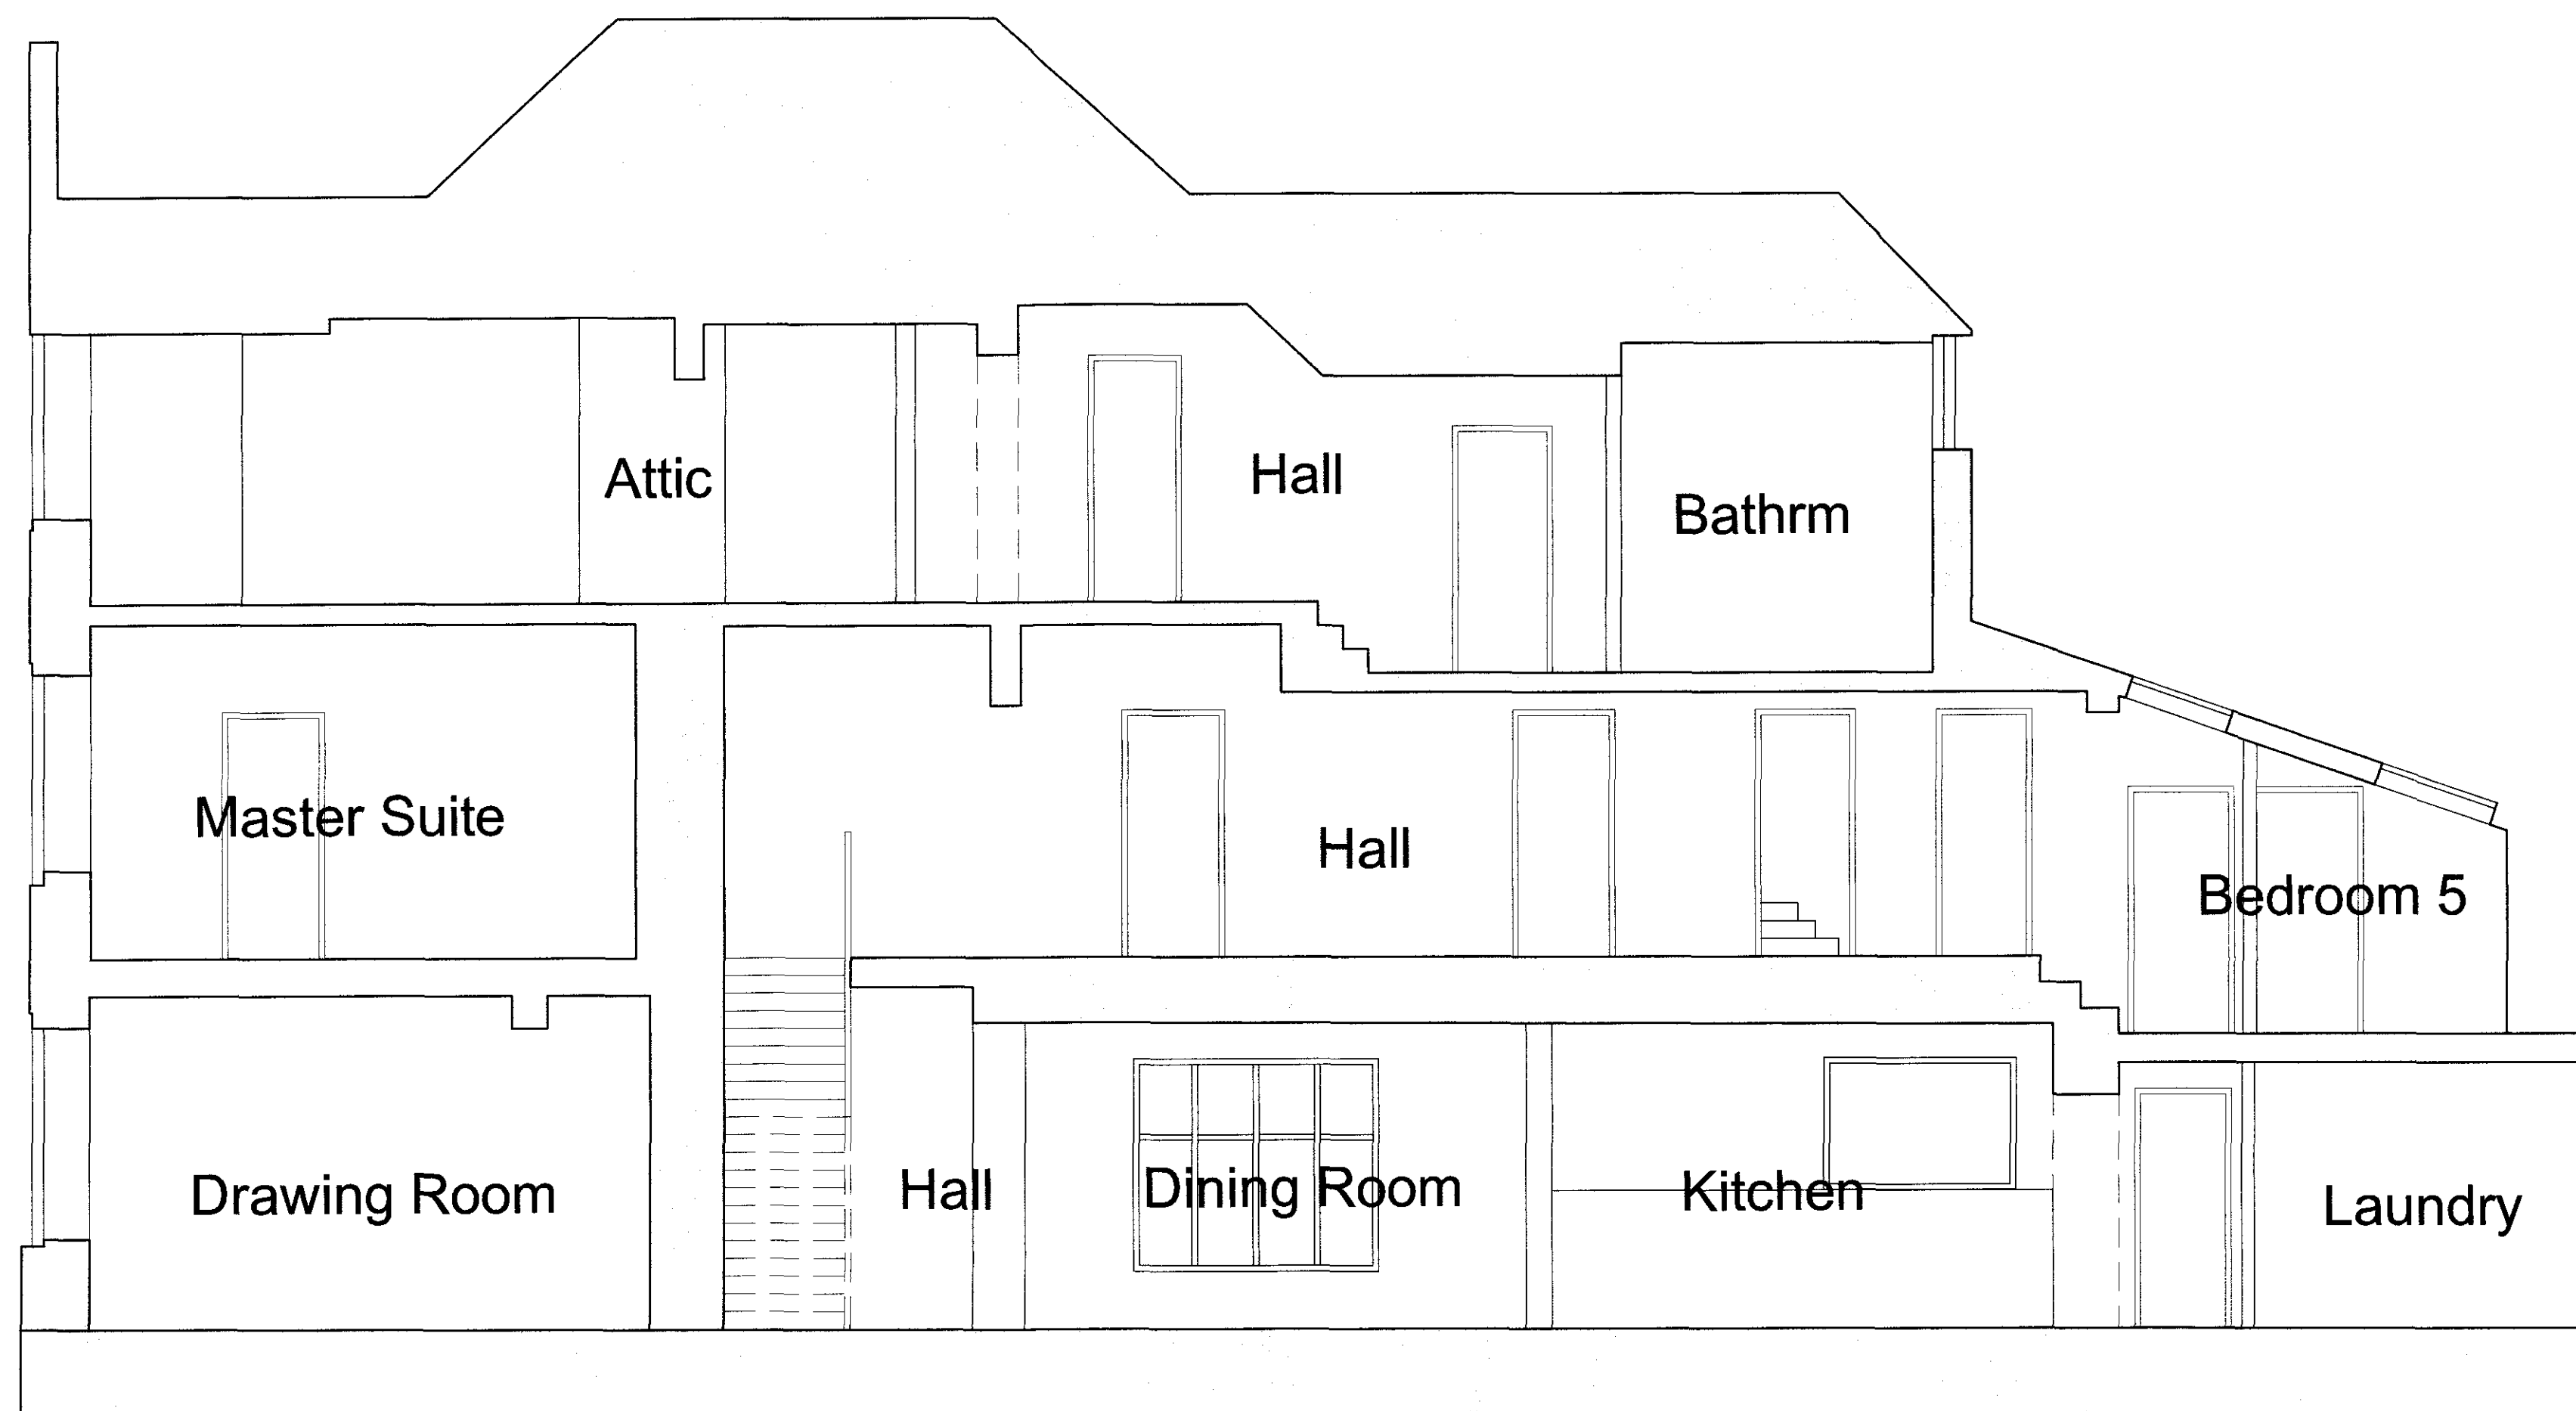 Attic
Hall
Bathrm
Master Suite
Hall
Bedroom 5
Drawing Room
Hall
Dining Room
Kitchen
Laundry